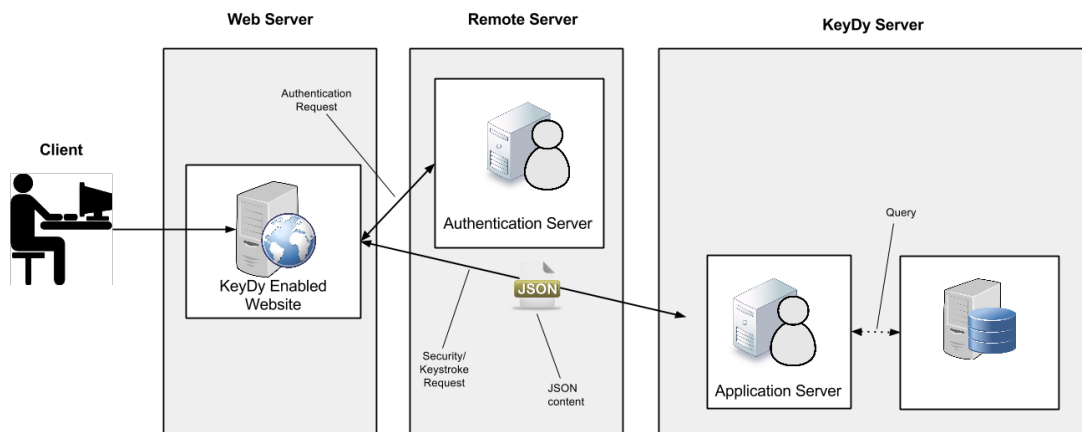 Web Server
Remote Server
KeyDy Server
Authentication
Request
Client
Authentication Server
Query
KeyDy Enabled
Website
JSON
Security/
Keystroke
Request
JSON
content
Application Server